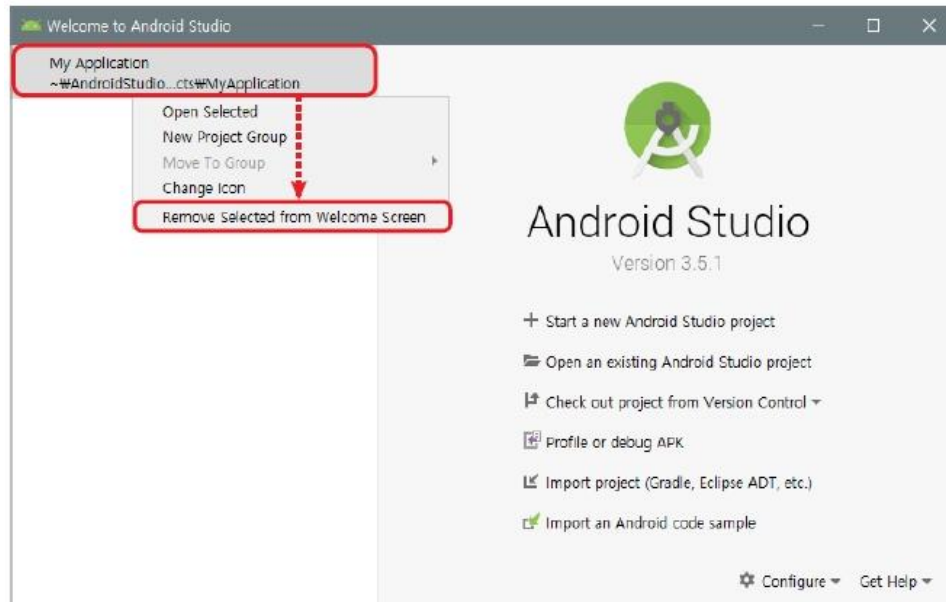 Welcome to Android Studio
My Application
~₩AndroidStudio...cts₩MyApplication
Open Selected
New Project Group
Move To Group
Change Icon
Remove Selected from Welcome Screen
Android Studio
Version 3.5.1
Start a new Android Studio project
Open an existing Android Studio project
Check out project from Version Control
Profile or debug APK
Import project (Gradle, Eclipse ADT, etc.)
Import an Android code sample
Configure Get Help